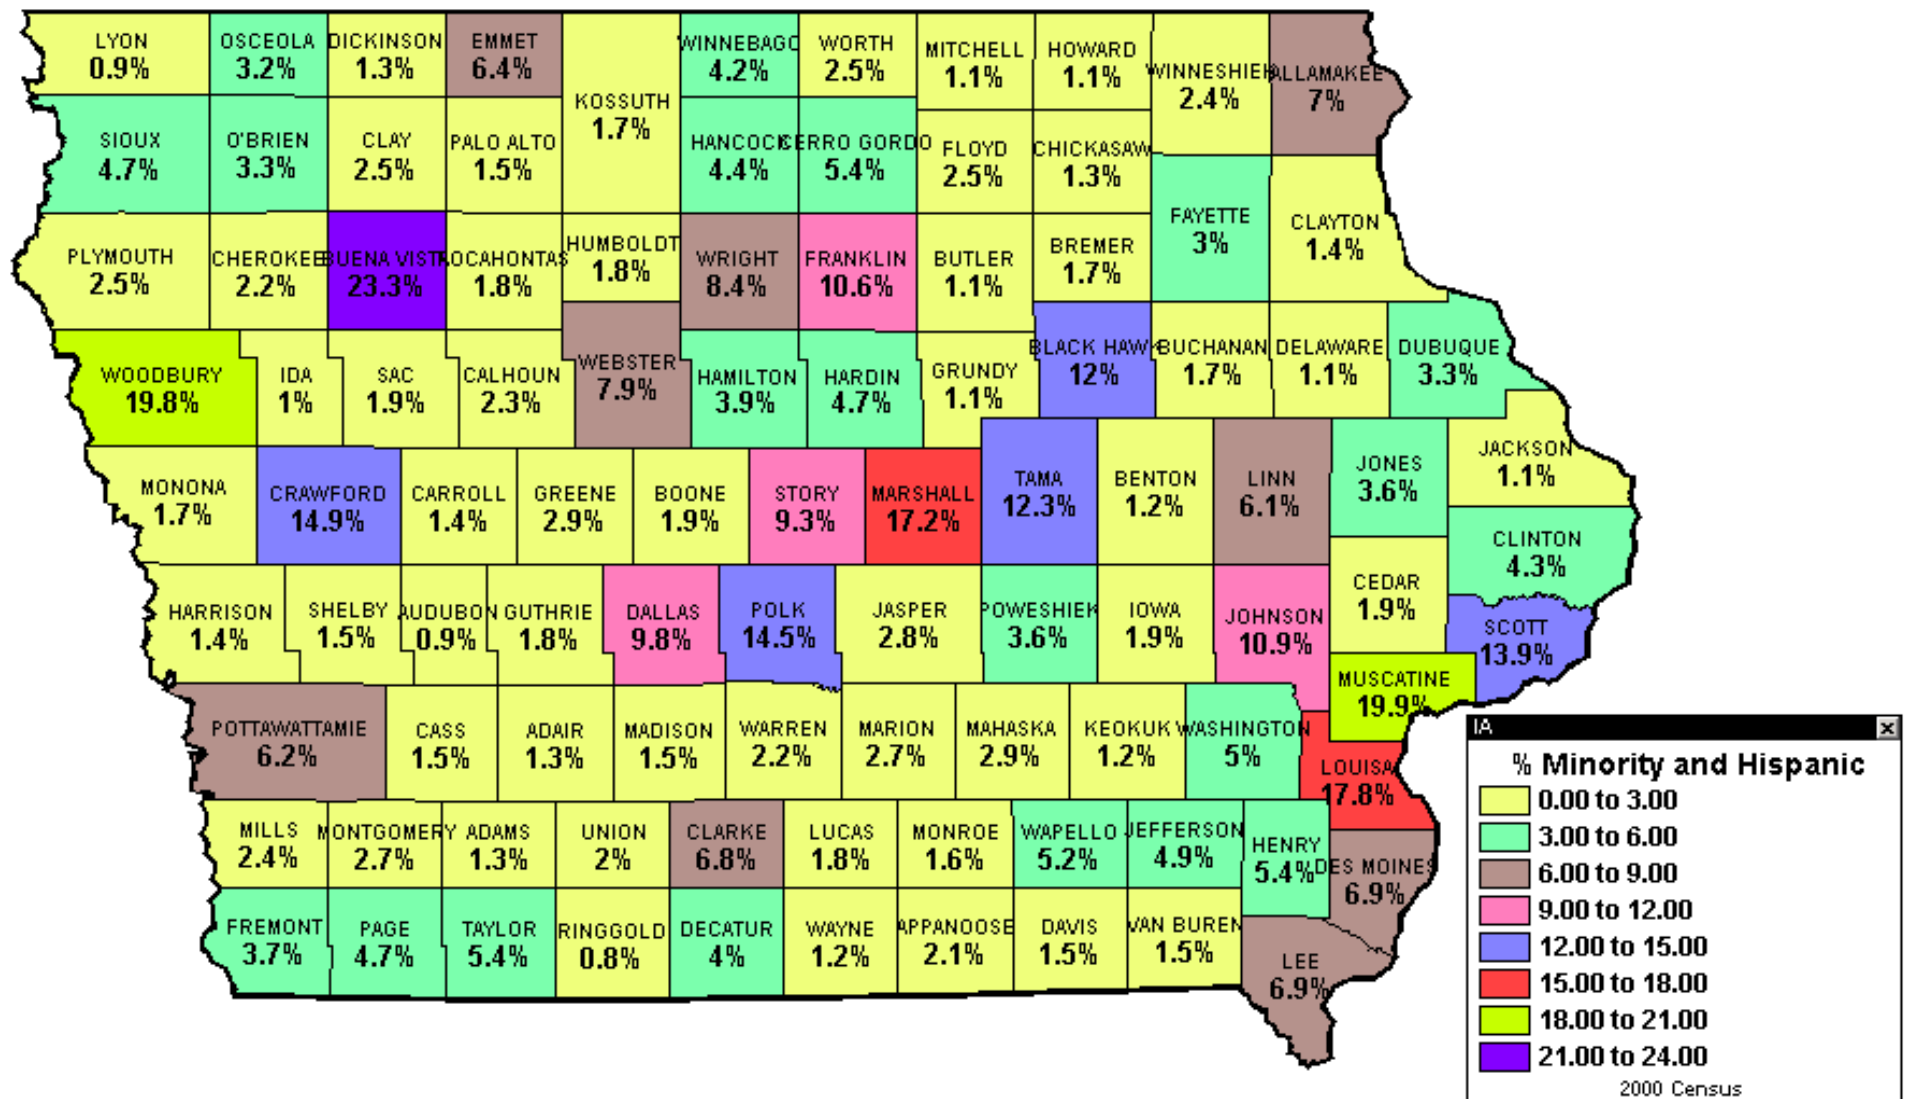 LYON
0.9%
OSCEOLA
3.2%
DICKINSON
1.3%
EMMET
6.4%
KOSSUTH
1.7%
WINNEBAGO
4.2%
WORTH
2.5%
MITCHELL
1.1%
HOWARD
1.1%
WINNESHIEK
2.4%
ALLAMAKEE
7%
SIOUX
4.7%
O'BRIEN
3.3%
CLAY
2.5%
PALO ALTO
1.5%
HANCOCK
4.4%
CERRO GORDO
5.4%
FLOYD
2.5%
CHICKASAW
1.3%
FAYETTE
3%
CLAYTON
1.4%
PLYMOUTH
2.5%
CHEROKEE
2.2%
BUENA VISTA
23.3%
POCAHONTAS
1.8%
HUMBOLDT
1.8%
WRIGHT
8.4%
FRANKLIN
10.6%
BUTLER
1.1%
BREMER
1.7%
WOODBURY
19.8%
IDA
1%
SAC
1.9%
CALHOUN
2.3%
WEBSTER
7.9%
HAMILTON
3.9%
HARDIN
4.7%
GRUNDY
1.1%
BLACK HAWK
12%
BUCHANAN
1.7%
DELAWARE
1.1%
DUBUQUE
3.3%
MONONA
1.7%
CRAWFORD
14.9%
CARROLL
1.4%
GREENE
2.9%
BOONE
1.9%
STORY
9.3%
MARSHALL
17.2%
TAMA
12.3%
BENTON
1.2%
LINN
6.1%
JONES
3.6%
JACKSON
1.1%
CLINTON
4.3%
HARRISON
1.4%
SHELBY
1.5%
AUDUBON
0.9%
GUTHRIE
1.8%
DALLAS
9.8%
POLK
14.5%
JASPER
2.8%
POWESHIEK
3.6%
IOWA
1.9%
JOHNSON
10.9%
CEDAR
1.9%
SCOTT
13.9%
MUSCATINE
19.9%
POTTAWATTAMIE
6.2%
CASS
1.5%
ADAIR
1.3%
MADISON
1.5%
WARREN
2.2%
MARION
2.7%
MAHASKA
2.9%
KEOKUK
1.2%
WASHINGTON
5%
LOUISA
17.8%
MILLS
2.4%
MONTGOMERY
2.7%
ADAMS
1.3%
UNION
2%
CLARKE
6.8%
LUCAS
1.8%
MONROE
1.6%
WAPELLO
5.2%
JEFFERSON
4.9%
HENRY
5.4%
DES MOINES
6.9%
FREMONT
3.7%
PAGE
4.7%
TAYLOR
5.4%
RINGGOLD
0.8%
DECATUR
4%
WAYNE
1.2%
APPANOOSE
2.1%
DAVIS
1.5%
VAN BUREN
1.5%
LEE
6.9%
IA
% Minority and Hispanic
0.00 to 3.00
3.00 to 6.00
6.00 to 9.00
9.00 to 12.00
12.00 to 15.00
15.00 to 18.00
18.00 to 21.00
21.00 to 24.00
2000 Census